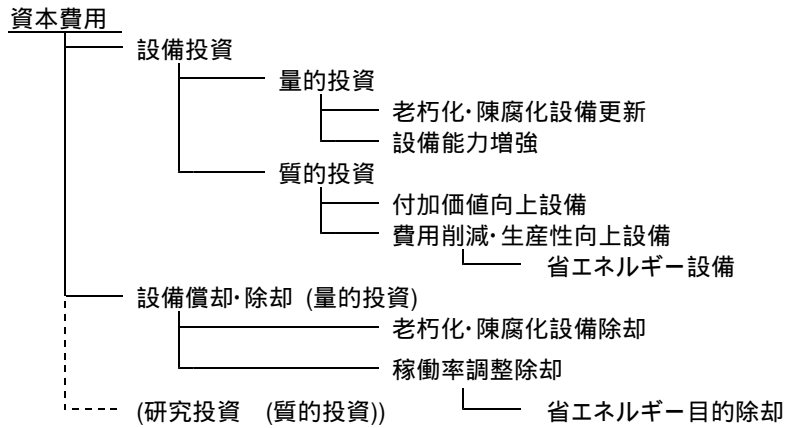 資本費用
設備投資
量的投資
老朽化・陳腐化設備更新
設備能力増強
質的投資
付加価値向上設備
費用削減・生産性向上設備
省エネルギー設備
設備償却・除却 (量的投資)
老朽化・陳腐化設備除却
稼働率調整除却
(研究投資 (質的投資)) 省エネルギー目的除却